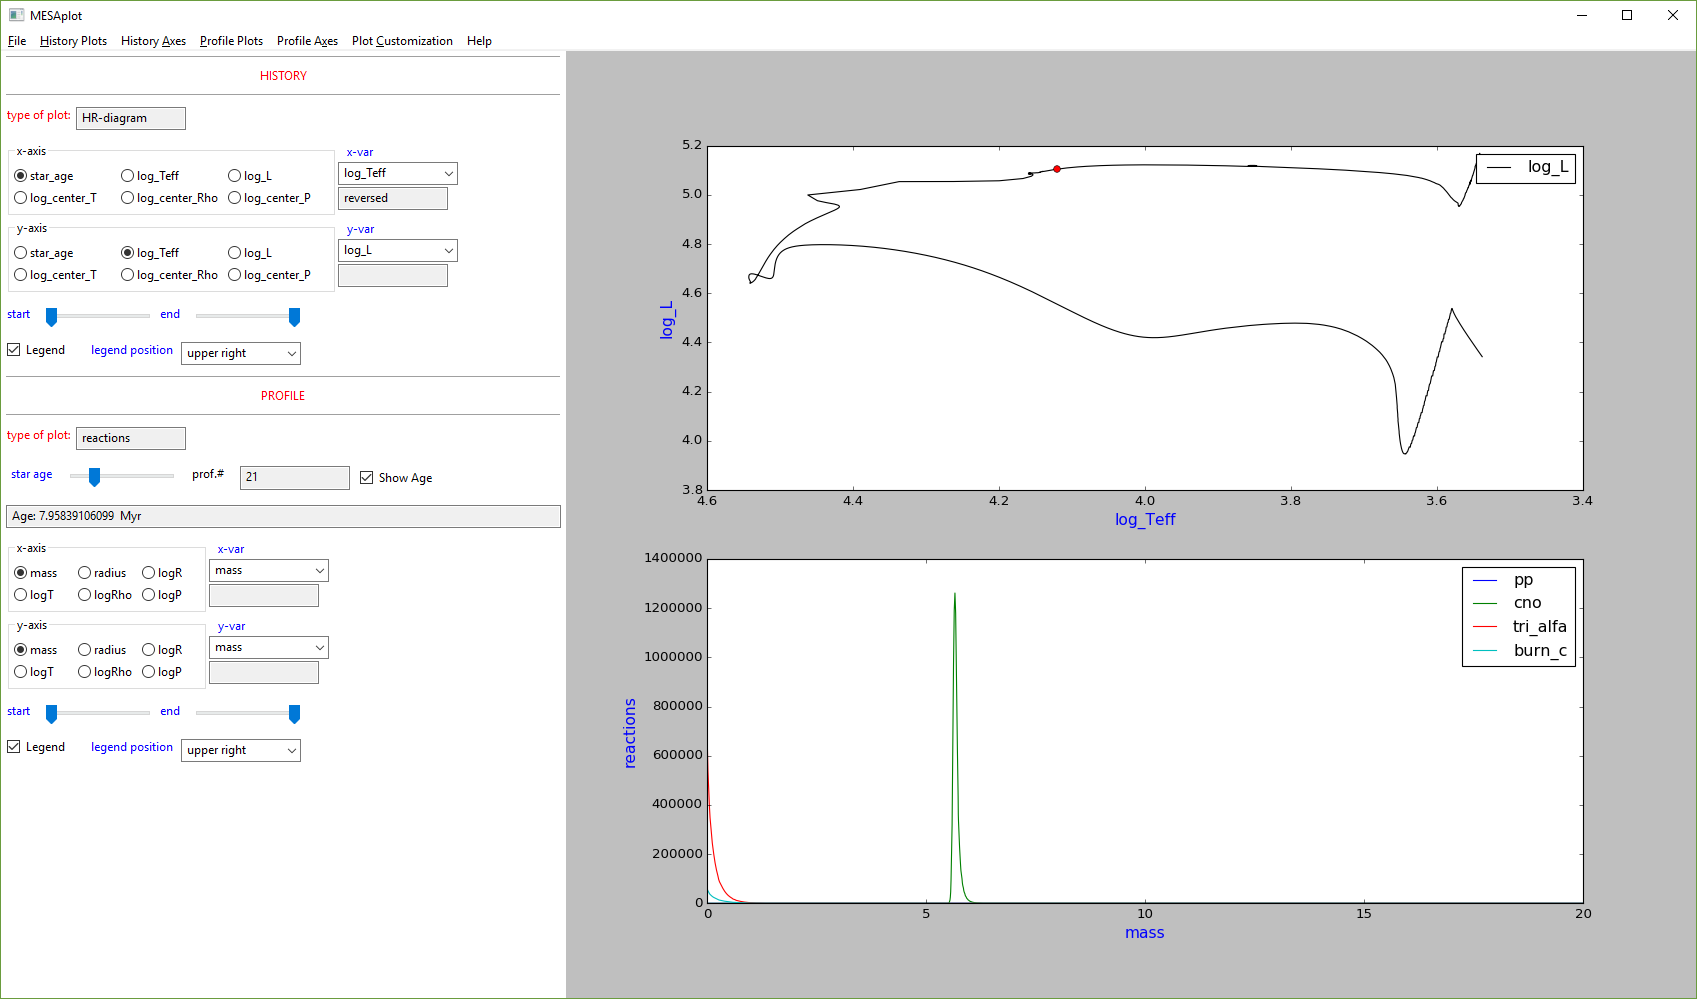 MESAplot
File History Plots History Axes Profile Plots Profile Axes Plot Customization Help
HISTORY
type of plot: HR-diagram
x-axis
star_age log_Teff log_L
log_center_T log_center_Rho log_center_P
x-var
log_Teff
reversed
y-axis
star_age log_Teff log_L
log_center_T log_center_Rho log_center_P
y-var
log_L
start end
Legend legend position upper right
PROFILE
type of plot: reactions
star age prof.# 21 Show Age
Age: 7.95839106099 Myr
x-axis
mass radius logR
logT logRho logP
x-var
mass
y-axis
mass radius logR
logT logRho logP
y-var
mass
start end
Legend legend position upper right
5.2
5.0
4.8
4.6
4.4
4.2
4.0
3.8
log_L
log_L
4.6 4.4 4.2 4.0 3.8 3.6 3.4
log_Teff
1400000
1200000
1000000
800000
600000
400000
200000
0
reactions
pp
cno
tri_alfa
burn_c
0 5 10 15 20
mass